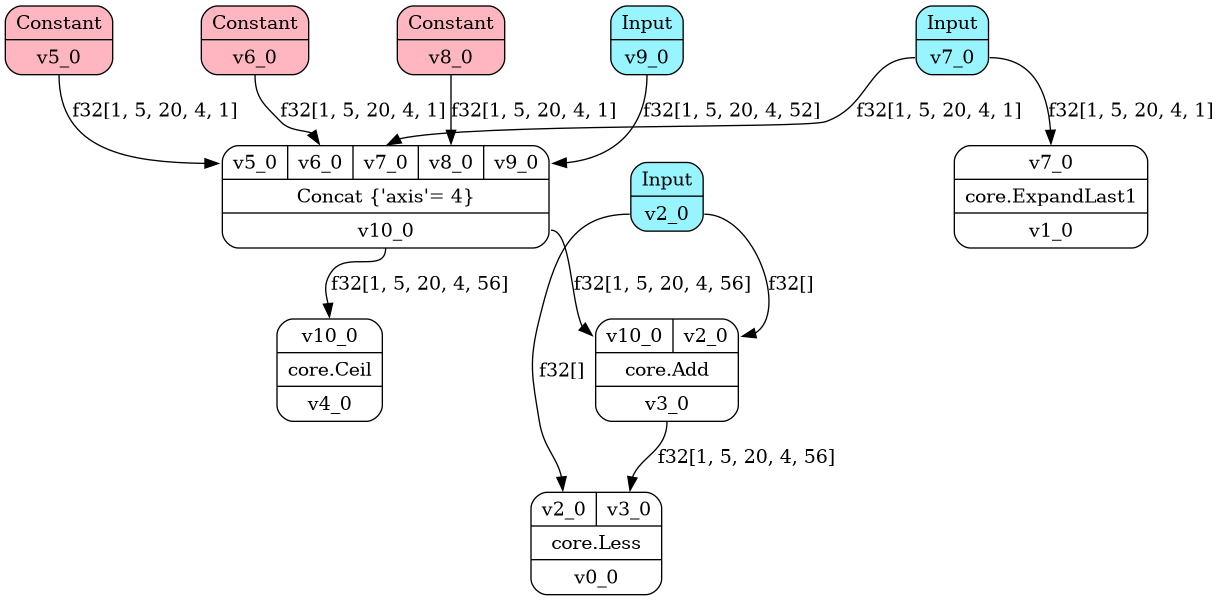 Constant
v5_0
Constant
v6_0
Constant
v8_0
Input
v9_0
Input
v7_0
f32[1, 5, 20, 4, 1]
f32[1, 5, 20, 4, 1]
f32[1, 5, 20, 4, 1]
f32[1, 5, 20, 4, 52]
f32[1, 5, 20, 4, 1]
f32[1, 5, 20, 4, 1]
v5_0 v6_0 v7_0 v8_0 v9_0
Concat {'axis'= 4}
v10_0
Input
v2_0
v7_0
core.ExpandLast1
v1_0
f32[1, 5, 20, 4, 56]
f32[1, 5, 20, 4, 56]
f32[]
v10_0
core.Ceil
v4_0
f32[]
v10_0 v2_0
core.Add
v3_0
f32[1, 5, 20, 4, 56]
v2_0 v3_0
core.Less
v0_0